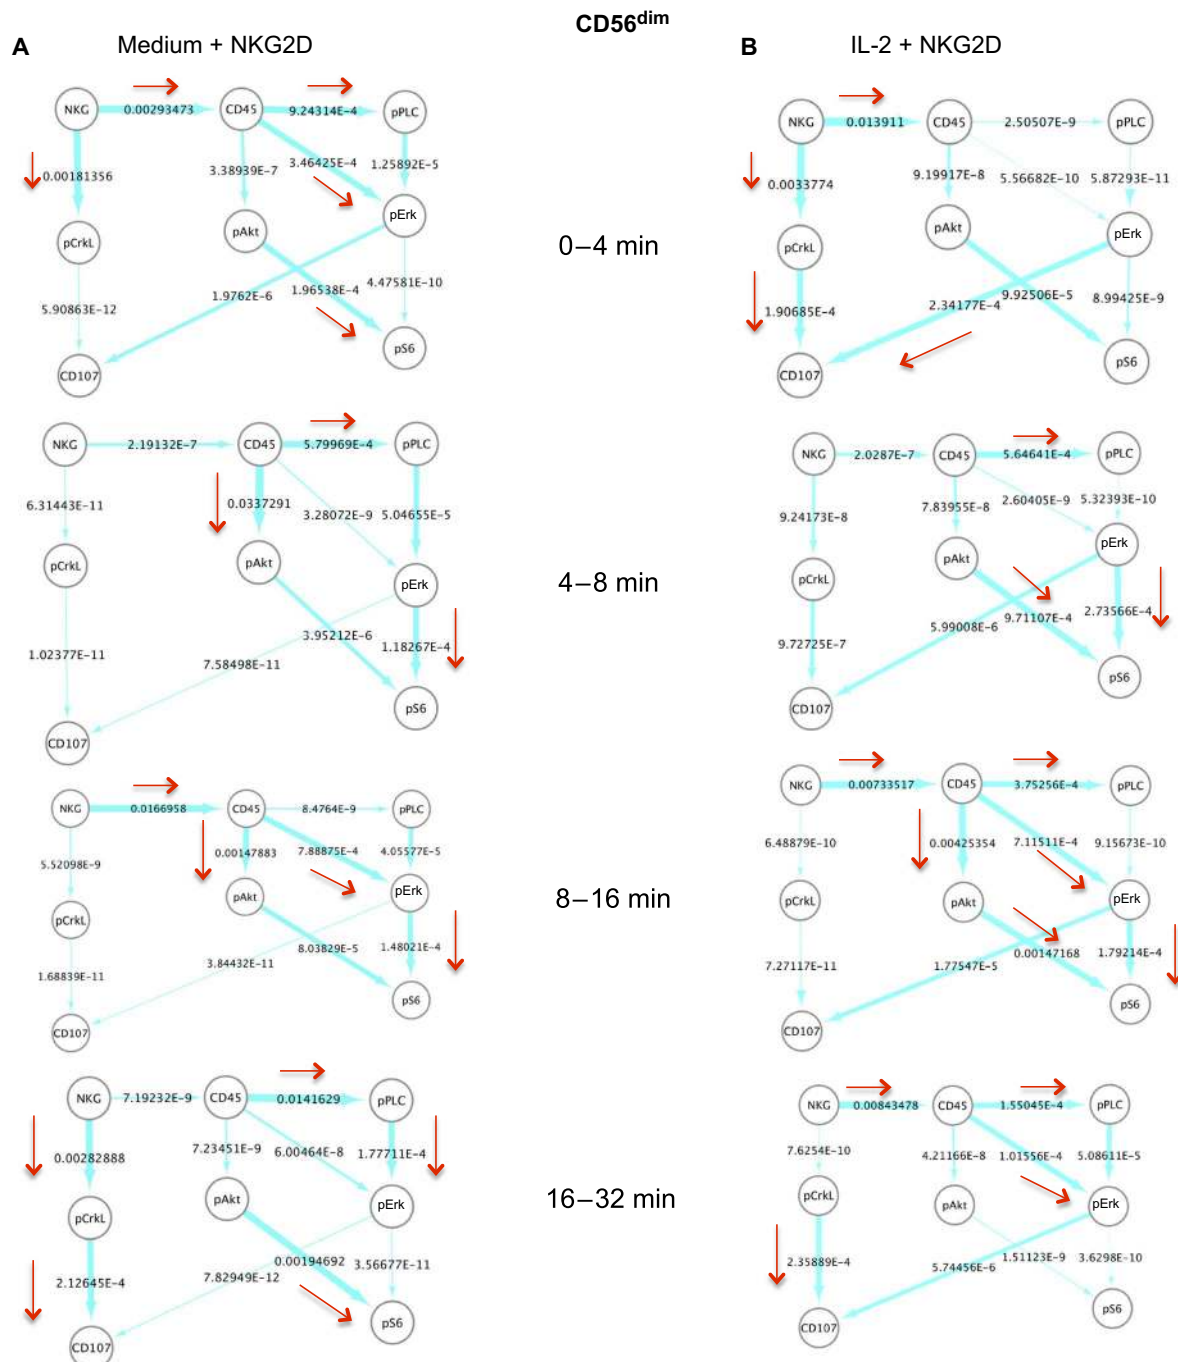 CD56dim
A Medium + NKG2D
B IL-2 + NKG2D
NKG 0.00293473 CD45 9.24314E-4 pPLC
0.00181356 3.38939E-7 3.46425E-4 1.25892E-5
pCrkL pAkt pErk
5.90863E-12 1.9762E-6 1.96538E-4 4.47581E-10
CD107 pS6
0–4 min
NKG 0.013911 CD45 2.50507E-9 pPLC
0.0033774 9.19917E-8 5.56682E-10 5.87293E-11
pCrkL pAkt pErk
1.90685E-4 2.34177E-4 9.92506E-5 8.99425E-9
CD107 pS6
NKG 2.19132E-7 CD45 5.79969E-4 pPLC
6.31443E-11 0.0337291 3.28072E-9 5.04655E-5
pCrkL pAkt pErk
1.02377E-11 7.58498E-11 3.95212E-6 1.18267E-4
CD107 pS6
4–8 min
NKG 2.0287E-7 CD45 5.64641E-4 pPLC
9.24173E-8 7.83955E-8 2.60405E-9 5.32393E-10
pCrkL pAkt pErk
9.72725E-7 5.99008E-6 9.71107E-4 2.73566E-4
CD107 pS6
NKG 0.0166958 CD45 8.4764E-9 pPLC
5.52098E-9 0.00147883 7.88875E-4 4.05577E-5
pCrkL pAkt pErk
1.68839E-11 3.84432E-11 8.03829E-5 1.48021E-4
CD107 pS6
8–16 min
NKG 0.00733517 CD45 3.75256E-4 pPLC
6.48879E-10 0.00425354 7.11511E-4 9.15673E-10
pCrkL pAkt pErk
7.27117E-11 1.77547E-5 0.00147168 1.79214E-4
CD107 pS6
NKG 7.19232E-9 CD45 0.0141629 pPLC
0.00282888 7.23451E-9 6.00464E-8 1.77711E-4
pCrkL pAkt pErk
2.12645E-4 7.82949E-12 0.00194692 3.56677E-11
CD107 pS6
16–32 min
NKG 0.00843478 CD45 1.55045E-4 pPLC
7.6254E-10 4.21166E-8 1.01556E-4 5.08611E-5
pCrkL pAkt pErk
2.35889E-4 5.74456E-6 1.51123E-9 3.6298E-10
CD107 pS6